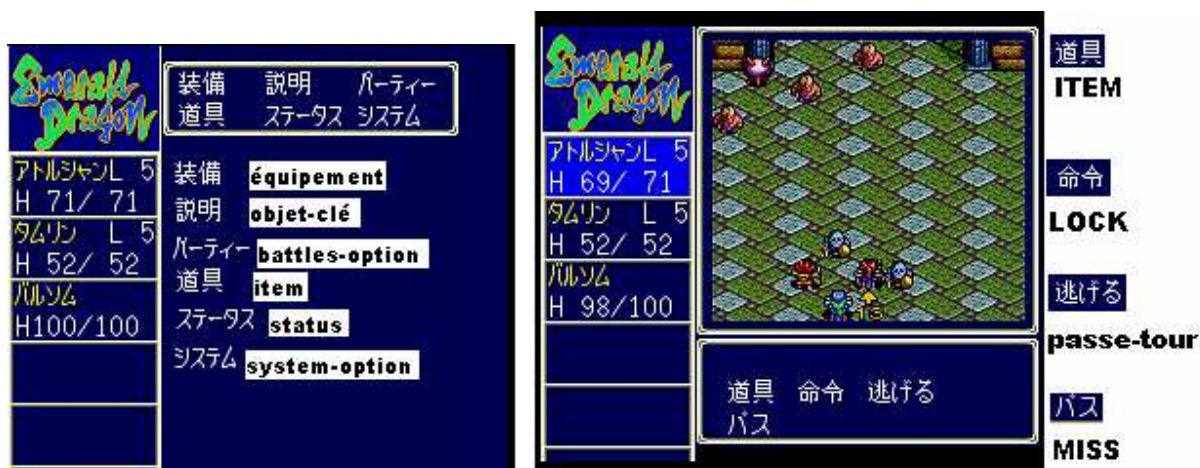 Emerald
Dragon
装備 説明 パーティー
道具 ステータス システム
アトルシャンL 5
H 71/ 71
タムリン L 5
H 52/ 52
バルソム
H100/100
装備 équipement
説明 objet-clé
パーティー battles-option
道具 item
ステータス status
システム system-option
Emerald
Dragon
アトルシャンL 5
H 69/ 71
タムリン L 5
H 52/ 52
バルソム
H 98/100
15
道具 命令 逃げる
パス
道具
ITEM
命令
LOCK
逃げる
passe-tour
パス
MISS